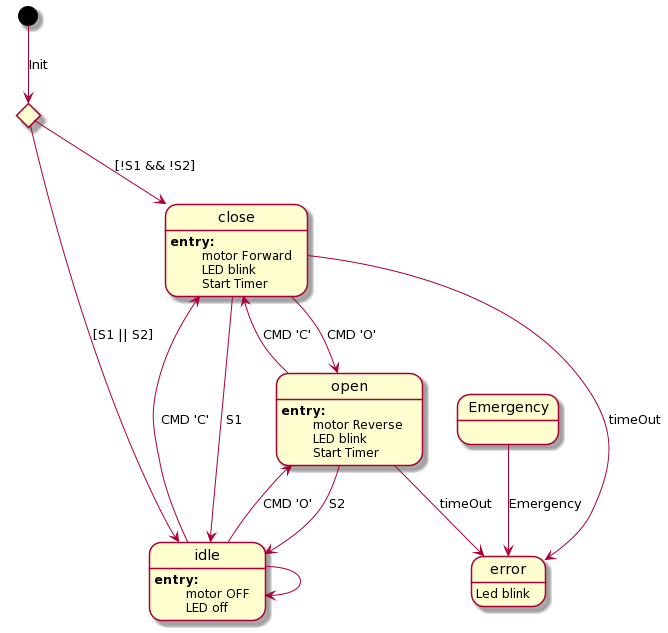 Init
[!S1 && !S2]
close
entry:
motor Forward
LED blink
Start Timer
[S1 || S2]
CMD 'C'
CMD 'O'
CMD 'C'
S1
timeOut
open
entry:
motor Reverse
LED blink
Start Timer
Emergency
CMD 'O'
S2
timeOut
Emergency
idle
entry:
motor OFF
LED off
error
Led blink